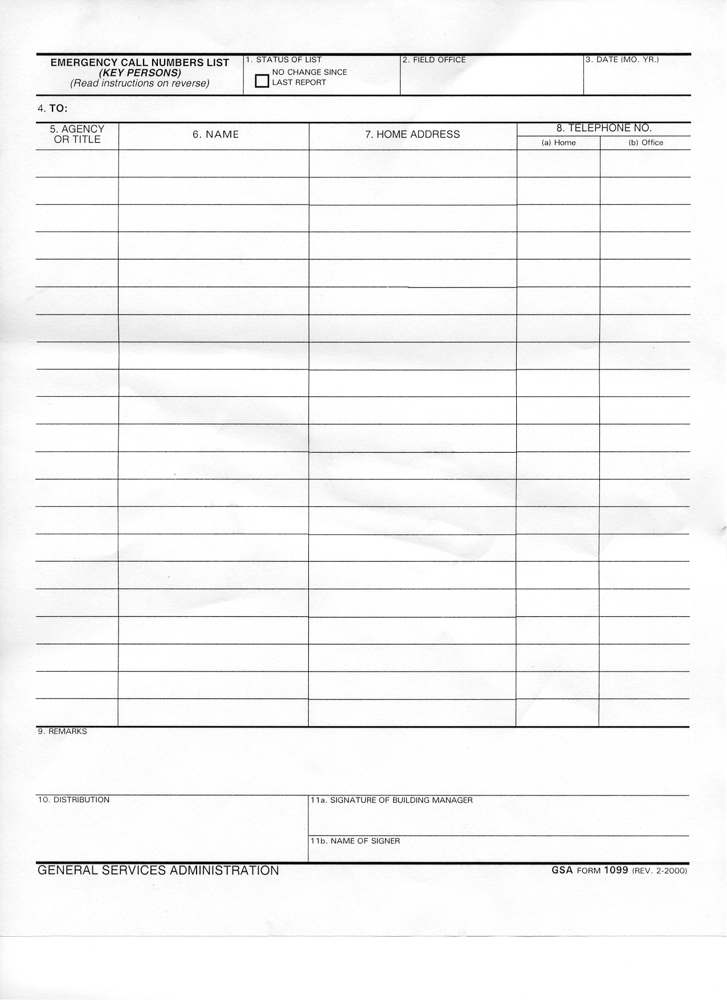 EMERGENCY CALL NUMBERS LIST
(KEY PERSONS)
(Read instructions on reverse)
1. STATUS OF LIST
NO CHANGE SINCE
LAST REPORT
2. FIELD OFFICE
3. DATE (MO. YR.)
4. TO:
5. AGENCY
OR TITLE
6. NAME
7. HOME ADDRESS
8. TELEPHONE NO.
(a) Home
(b) Office
9. REMARKS
10. DISTRIBUTION
11a. SIGNATURE OF BUILDING MANAGER
11b. NAME OF SIGNER
GENERAL SERVICES ADMINISTRATION
GSA FORM 1099 (REV. 2-2000)